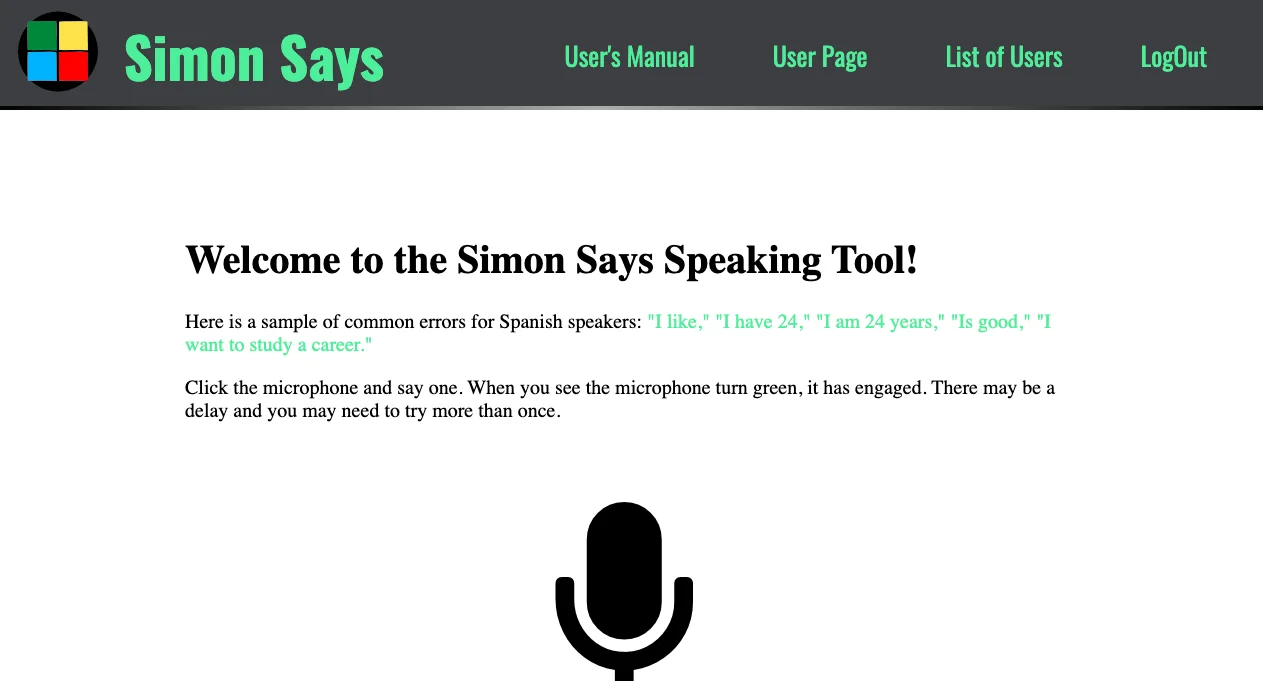 Simon Says
User's Manual
User Page
List of Users
LogOut
Welcome to the Simon Says Speaking Tool!
Here is a sample of common errors for Spanish speakers: "I like," "I have 24," "I am 24 years," "Is good," "I
want to study a career."
Click the microphone and say one. When you see the microphone turn green, it has engaged. There may be a
delay and you may need to try more than once.